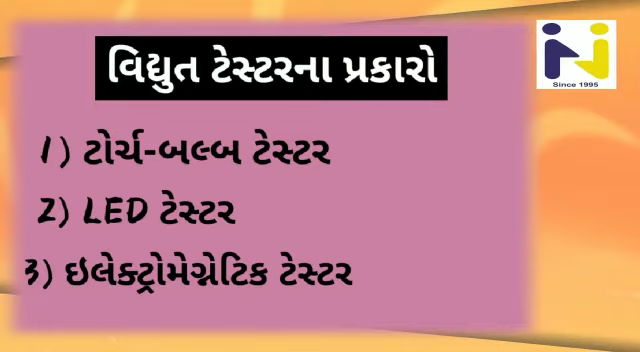 વિદ્યુત ટેસ્ટરના પ્રકારો
Since 1995
1) ટોર્ચ-બલ્બ ટેસ્ટર
2) LED ટેસ્ટર
3) ઇલેક્ટ્રોમેગ્નેટિક ટેસ્ટર